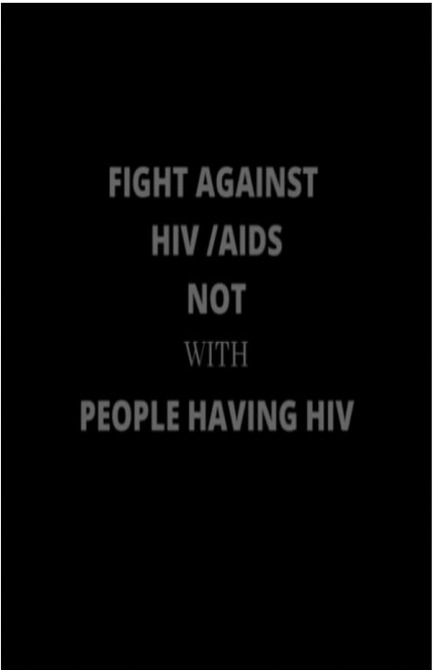 FIGHT AGAINST
HIV /AIDS
NOT
WITH
PEOPLE HAVING HIV